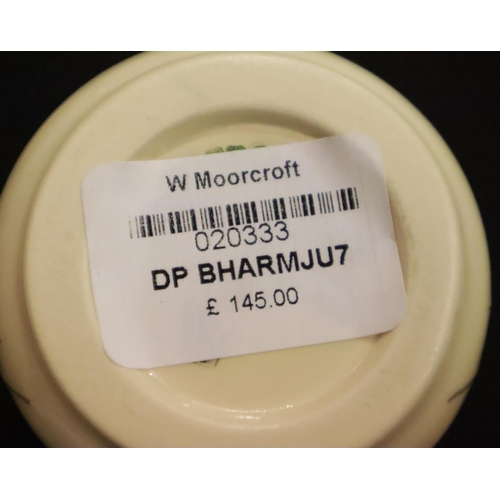 W Moorcroft
020333
DP BHARMJU7
£ 145.00